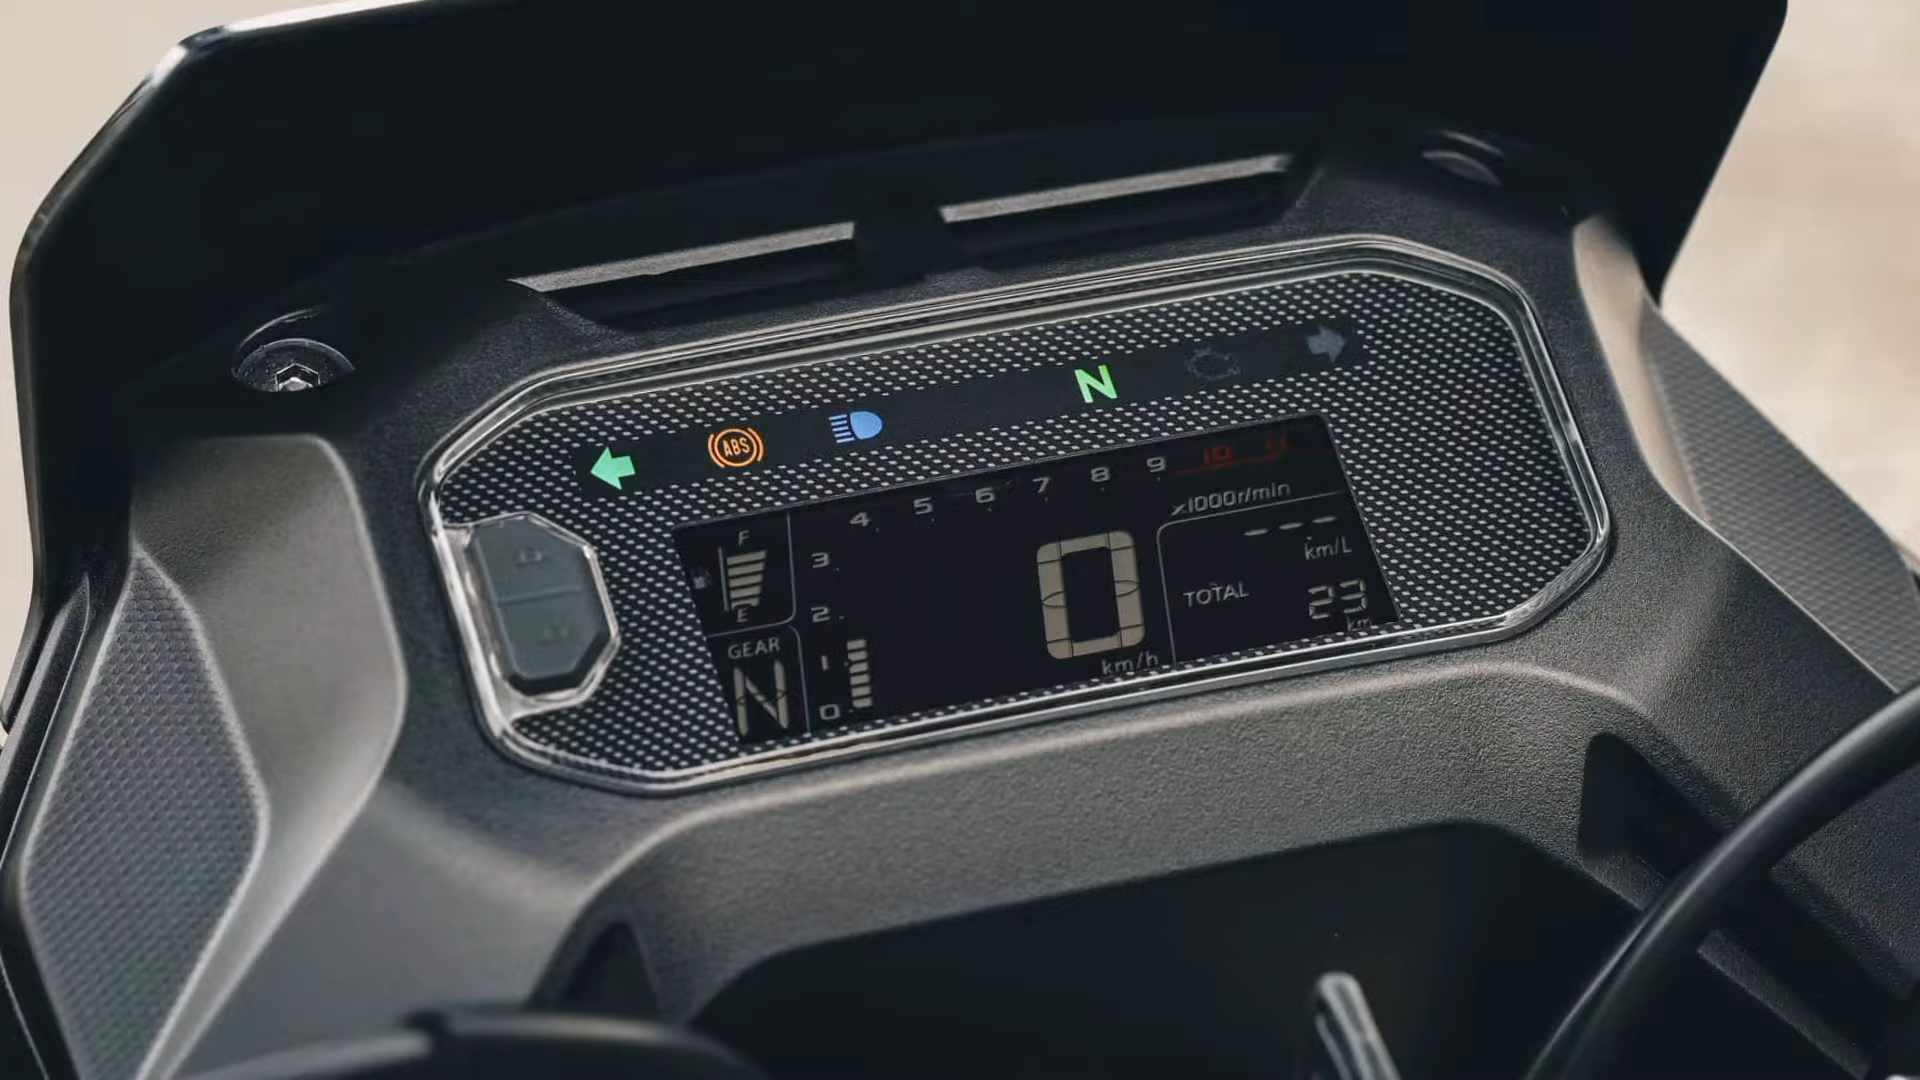 ABS
N
4 5 6 7 8 9 10 11
x1000r/min
F
3
---.-
km/L
E
2
TOTAL 23
km
0
km/h
GEAR
N
1
0